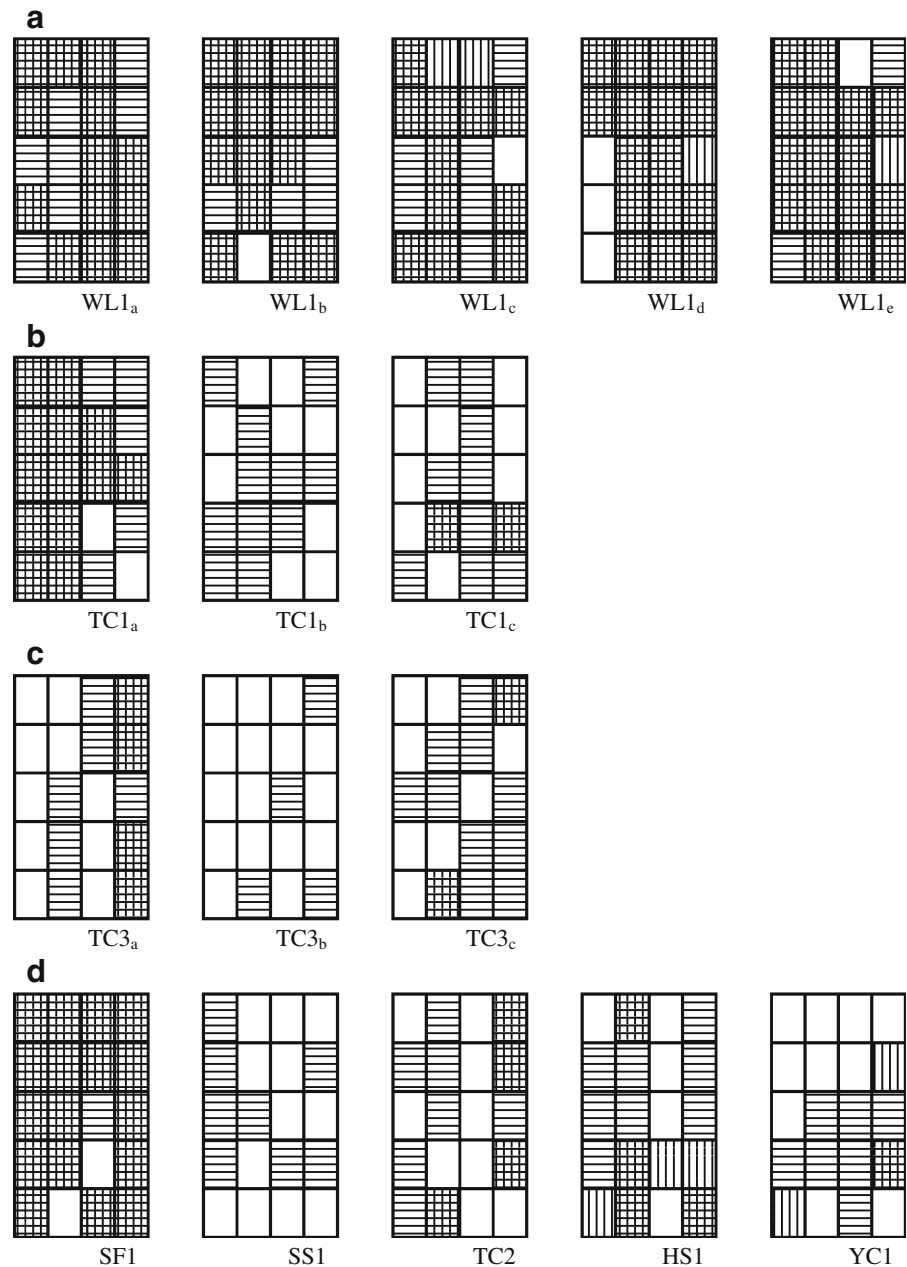 a
WL1a WL1b WL1c WL1d WL1e
b
TC1a TC1b TC1c
c
TC3a TC3b TC3c
d
SF1 SS1 TC2 HS1 YC1